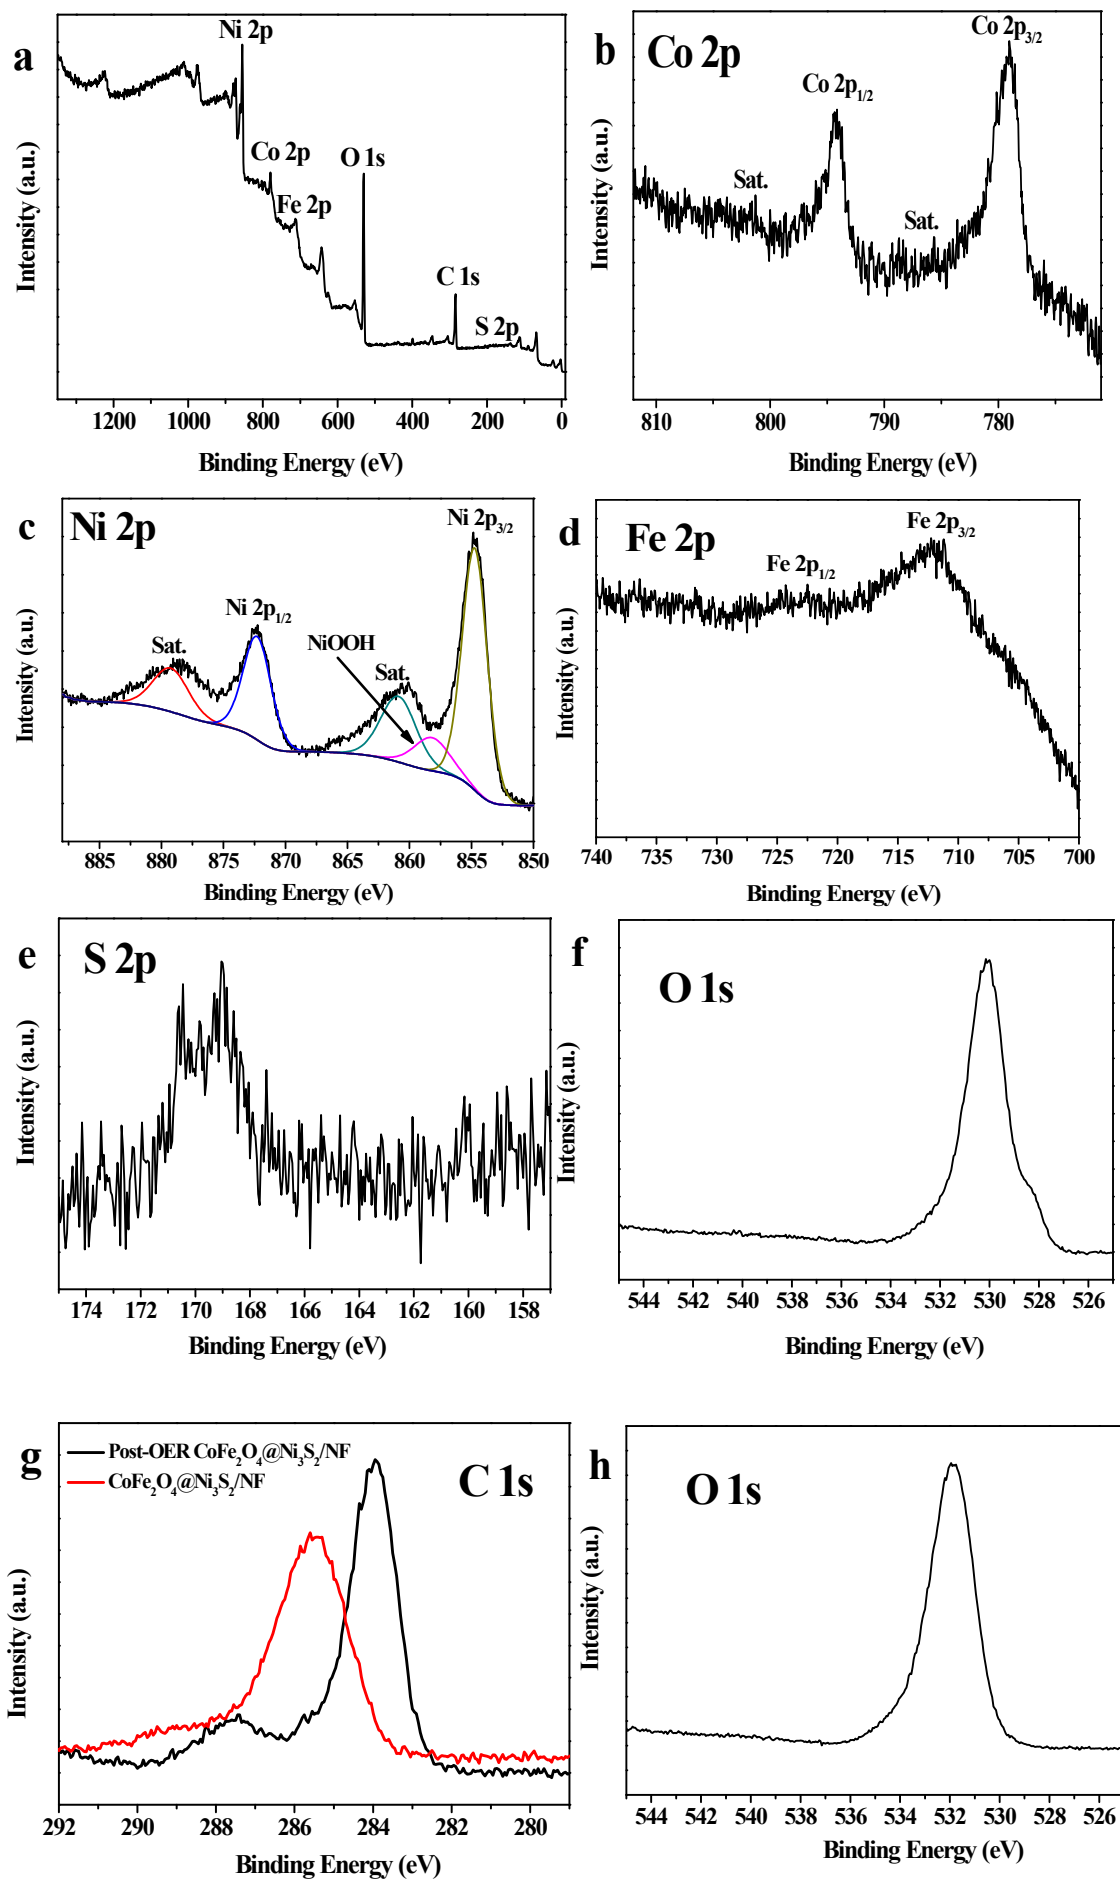 a
Ni 2p
Co 2p
Fe 2p
O 1s
C 1s
S 2p
Intensity (a.u.)
1200 1000 800 600 400 200 0
Binding Energy (eV)
b
Co 2p
Co 2p3/2
Co 2p1/2
Sat.
Sat.
Intensity (a.u.)
810 800 790 780
Binding Energy (eV)
c
Ni 2p
Ni 2p3/2
Ni 2p1/2
NiOOH
Sat.
Sat.
Intensity (a.u.)
885 880 875 870 865 860 855 850
Binding Energy (eV)
d
Fe 2p
Fe 2p3/2
Fe 2p1/2
Intensity (a.u.)
740 735 730 725 720 715 710 705 700
Binding Energy (eV)
e
S 2p
Intensity (a.u.)
174 172 170 168 166 164 162 160 158
Binding Energy (eV)
f
O 1s
Intensity (a.u.)
544 542 540 538 536 534 532 530 528 526
Binding Energy (eV)
g
Post-OER CoFe2O4@Ni3S2/NF
CoFe2O4@Ni3S2/NF
C 1s
Intensity (a.u.)
292 290 288 286 284 282 280
Binding Energy (eV)
h
O 1s
Intensity (a.u.)
544 542 540 538 536 534 532 530 528 526
Binding Energy (eV)